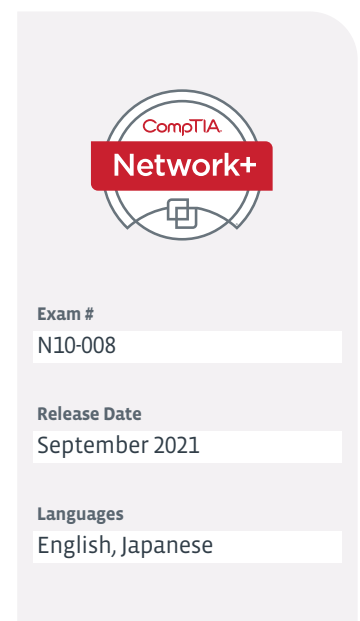 CompTIA.
Network+
Exam #
N10-008
Release Date
September 2021
Languages
English, Japanese